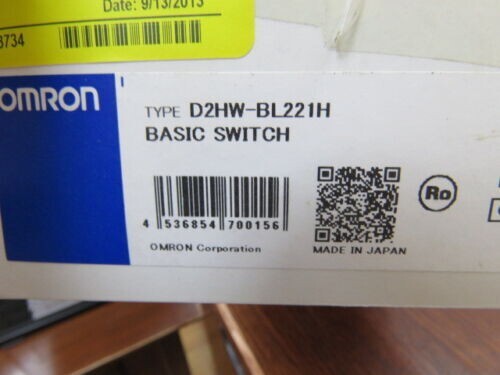 Date: 9/13/2013
3734
OMRON
TYPE D2HW-BL221H
BASIC SWITCH
4 536854 700156
OMRON Corporation
MADE IN JAPAN
Ro